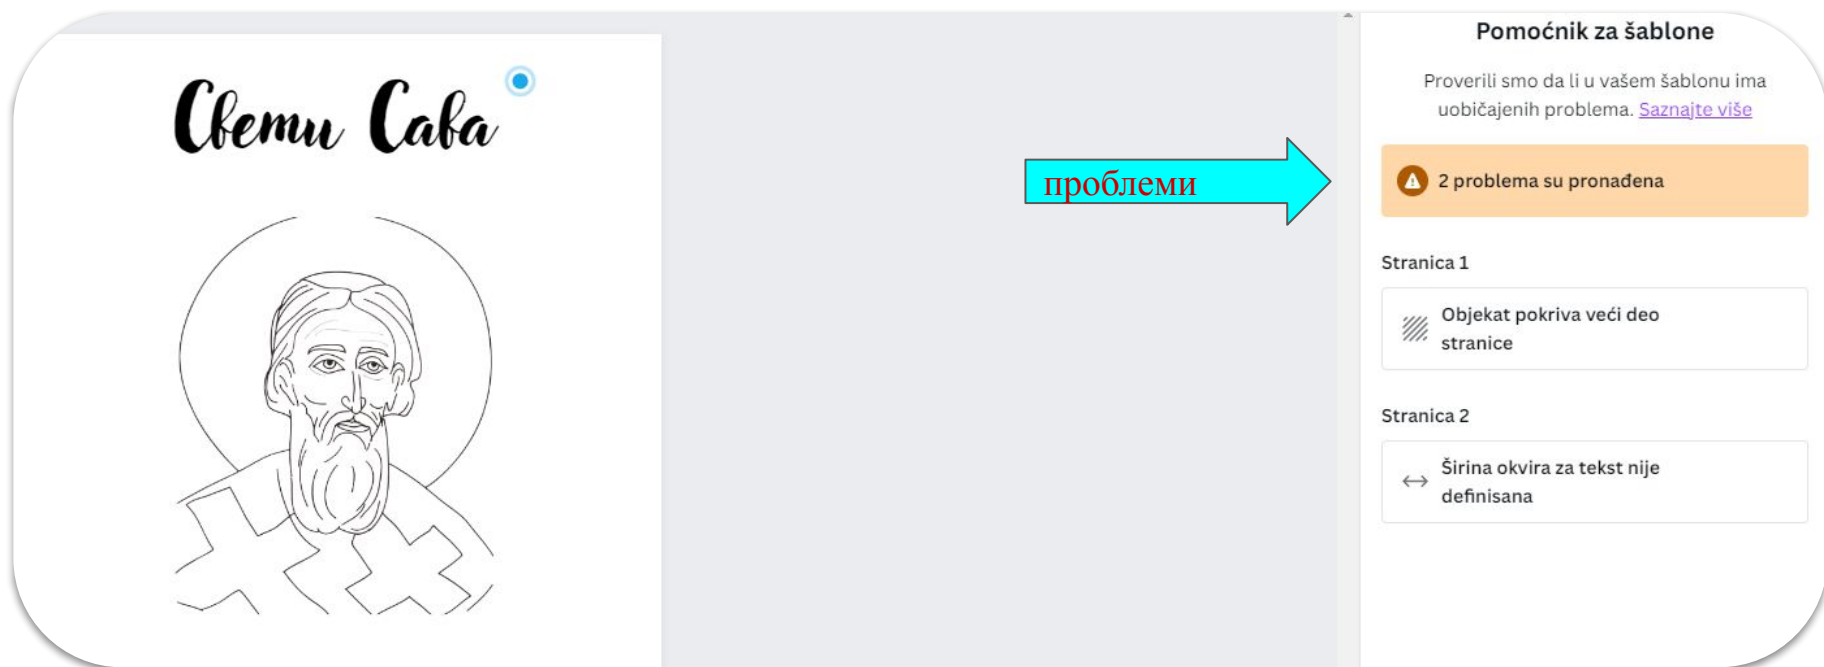 Свети Сава
проблеми
Pomoćnik za šablone
Proverili smo da li u vašem šablonu ima
uobičajenih problema. Saznajte više
2 problema su pronađena
Stranica 1
Objekat pokriva veći deo
stranice
Stranica 2
Širina okvira za tekst nije
definisana